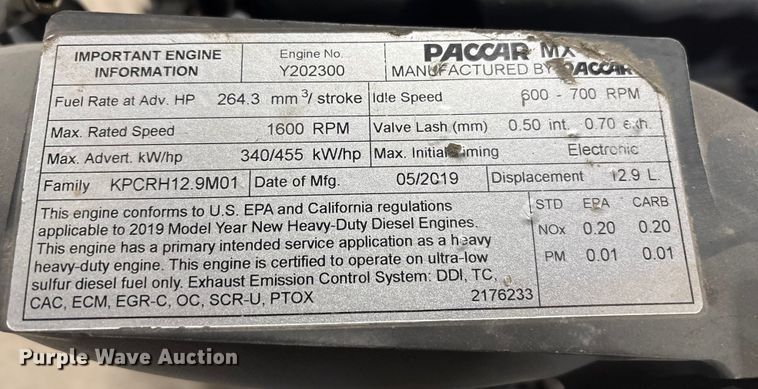 IMPORTANT ENGINE INFORMATION
Engine No. Y202300
PACCAR MX
MANUFACTURED BY PACCAR
Fuel Rate at Adv. HP 264.3 mm³/ stroke
Idle Speed 600 - 700 RPM
Max. Rated Speed 1600 RPM
Valve Lash (mm) 0.50 int. 0.70 exh.
Max. Advert. kW/hp 340/455 kW/hp
Max. Initial Timing Electronic
Family KPCRH12.9M01
Date of Mfg. 05/2019
Displacement 12.9 L.
This engine conforms to U.S. EPA and California regulations
applicable to 2019 Model Year New Heavy-Duty Diesel Engines.
This engine has a primary intended service application as a heavy
heavy-duty engine. This engine is certified to operate on ultra-low
sulfur diesel fuel only. Exhaust Emission Control System: DDI, TC,
CAC, ECM, EGR-C, OC, SCR-U, PTOX 2176233
STD EPA CARB
NOx 0.20 0.20
PM 0.01 0.01
Purple Wave Auction